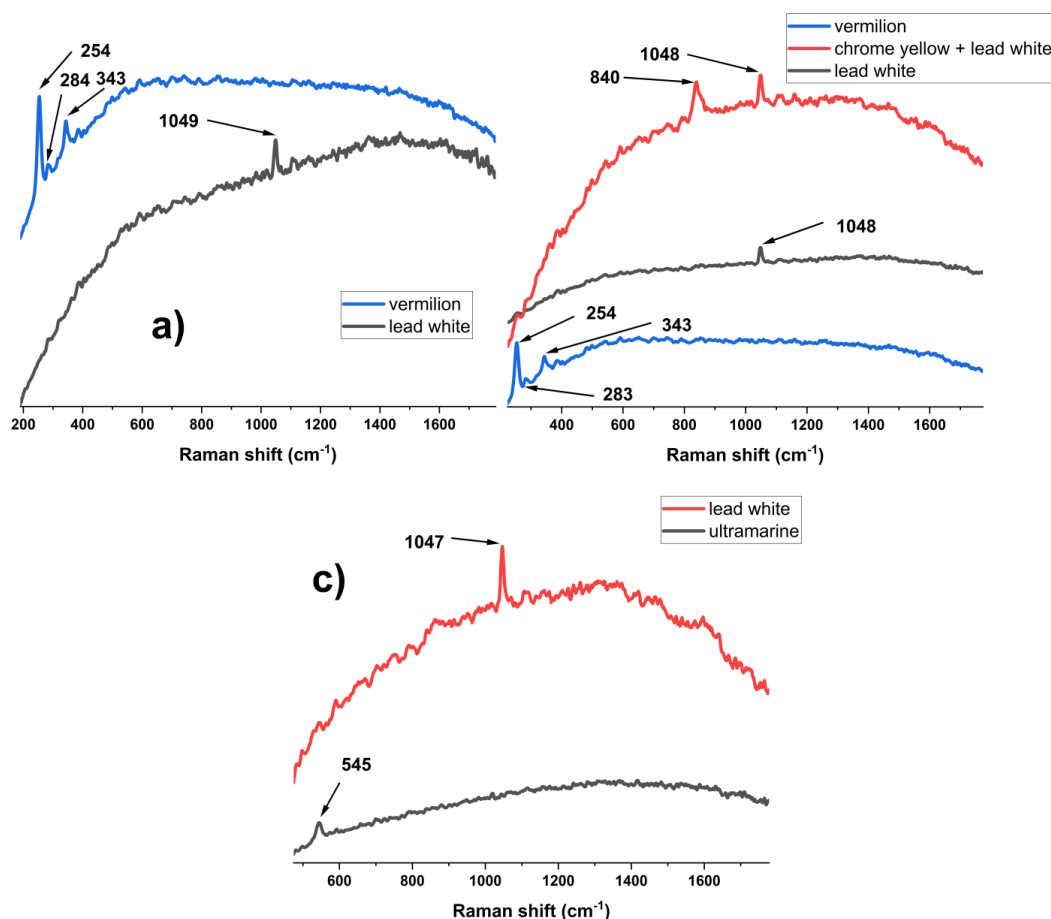 254
284 343
1049
vermilion
lead white
a)
200 400 600 800 1000 1200 1400 1600
Raman shift (cm-1)
vermilion
chrome yellow + lead white
lead white
1048
840
1048
254
343
283
400 600 800 1000 1200 1400 1600
Raman shift (cm-1)
lead white
ultramarine
1047
c)
545
600 800 1000 1200 1400 1600
Raman shift (cm-1)